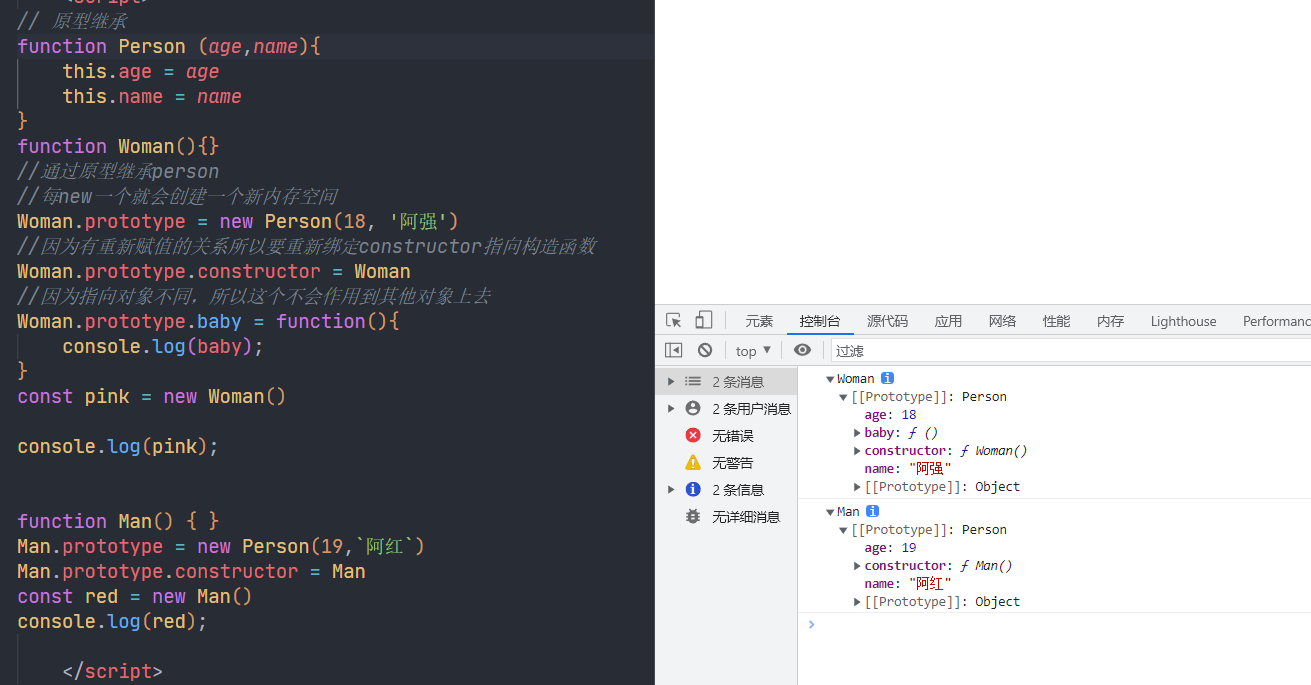 <script>
// 原型继承
function Person (age,name){
this.age = age
this.name = name
}
function Woman(){}
//通过原型继承person
//每new一个就会创建一个新内存空间
Woman.prototype = new Person(18, '阿强')
//因为有重新赋值的关系所以要重新绑定constructor指向构造函数
Woman.prototype.constructor = Woman
//因为指向对象不同，所以这个不会作用到其他对象上去
Woman.prototype.baby = function(){
console.log(baby);
}
const pink = new Woman()
console.log(pink);
function Man() { }
Man.prototype = new Person(19,`阿红`)
Man.prototype.constructor = Man
const red = new Man()
console.log(red);
</script>
元素 控制台 源代码 应用 网络 性能 内存 Lighthouse Performanc
top ▼ 过滤
2 条消息
2 条用户消息
无错误
无警告
2 条信息
无详细消息
Woman i
[[Prototype]]: Person
age: 18
baby: ƒ ()
constructor: ƒ Woman()
name: "阿强"
[[Prototype]]: Object
Man i
[[Prototype]]: Person
age: 19
constructor: ƒ Man()
name: "阿红"
[[Prototype]]: Object
>